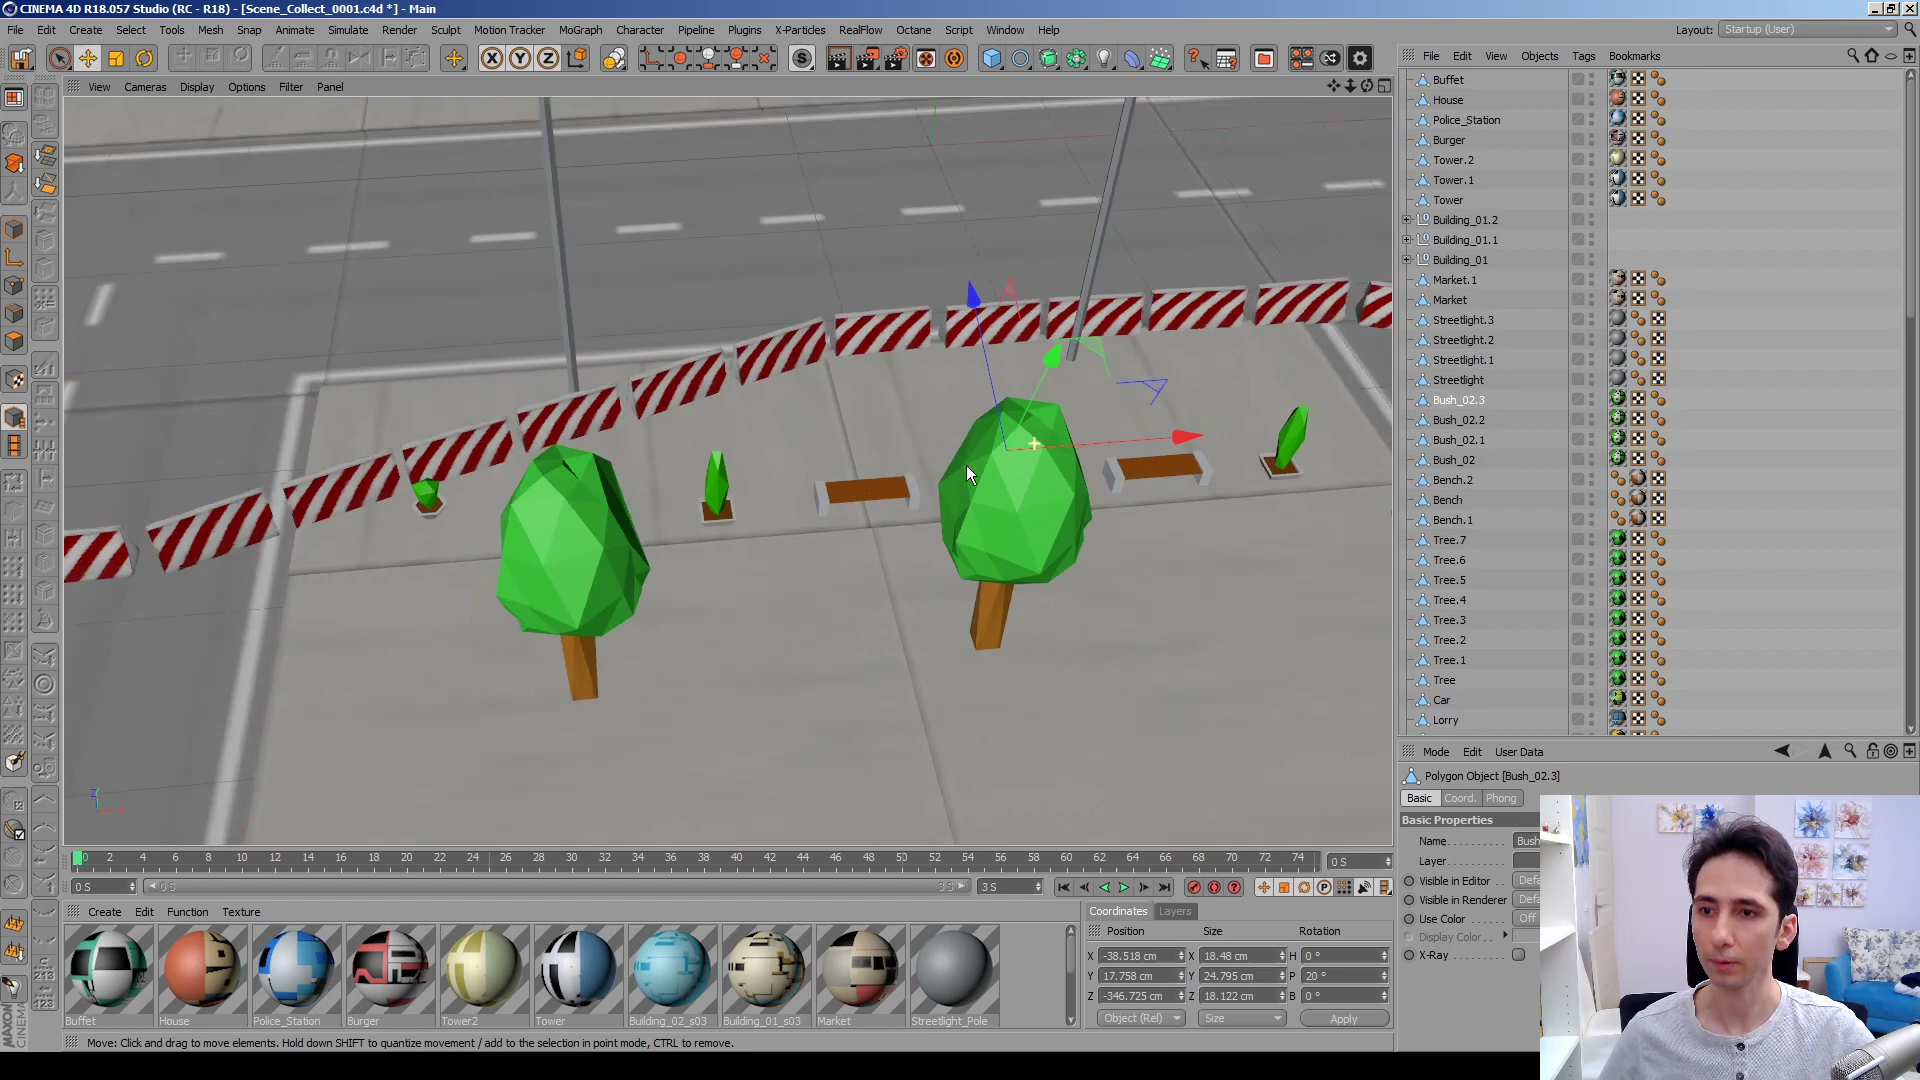 CINEMA 4D R18.057 Studio (RC - R18) - [Scene_Collect_0001.c4d *] - Main
File Edit Create Select Tools Mesh Snap Animate Simulate Render Sculpt Motion Tracker MoGraph Character Pipeline Plugins X-Particles RealFlow Octane Script Window Help
Layout: Startup (User)
File Edit View Objects Tags Bookmarks
View Cameras Display Options Filter Panel
Buffet
House
Police_Station
Burger
Tower.2
Tower.1
Tower
Building_01.2
Building_01.1
Building_01
Market.1
Market
Streetlight.3
Streetlight.2
Streetlight.1
Streetlight
Bush_02.3
Bush_02.2
Bush_02.1
Bush_02
Bench.2
Bench
Bench.1
Tree.7
Tree.6
Tree.5
Tree.4
Tree.3
Tree.2
Tree.1
Tree
Car
Lorry
Mode Edit User Data
Polygon Object [Bush_02.3]
Basic Coord. Phong
Basic Properties
Name Bush
Layer
Visible in Editor Defa
Visible in Renderer Defa
Use Color Off
Display Color
X-Ray
0 2 4 6 8 10 12 14 16 18 20 22 24 26 28 30 32 34 36 38 40 42 44 46 48 50 52 54 56 58 60 62 64 66 68 70 72 74 0 S
0 S 0 S 3 S 3 S
Create Edit Function Texture
Buffet House Police_Station Burger Tower2 Tower Building_02_s03 Building_01_s03 Market Streetlight_Pole
Coordinates Layers
Position Size Rotation
X -38.518 cm X 18.48 cm H 0 °
Y 17.758 cm Y 24.795 cm P 20 °
Z -346.725 cm Z 18.122 cm B 0 °
Object (Rel) Size Apply
Move: Click and drag to move elements. Hold down SHIFT to quantize movement / add to the selection in point mode, CTRL to remove.
MAXON
CINEMA 4D